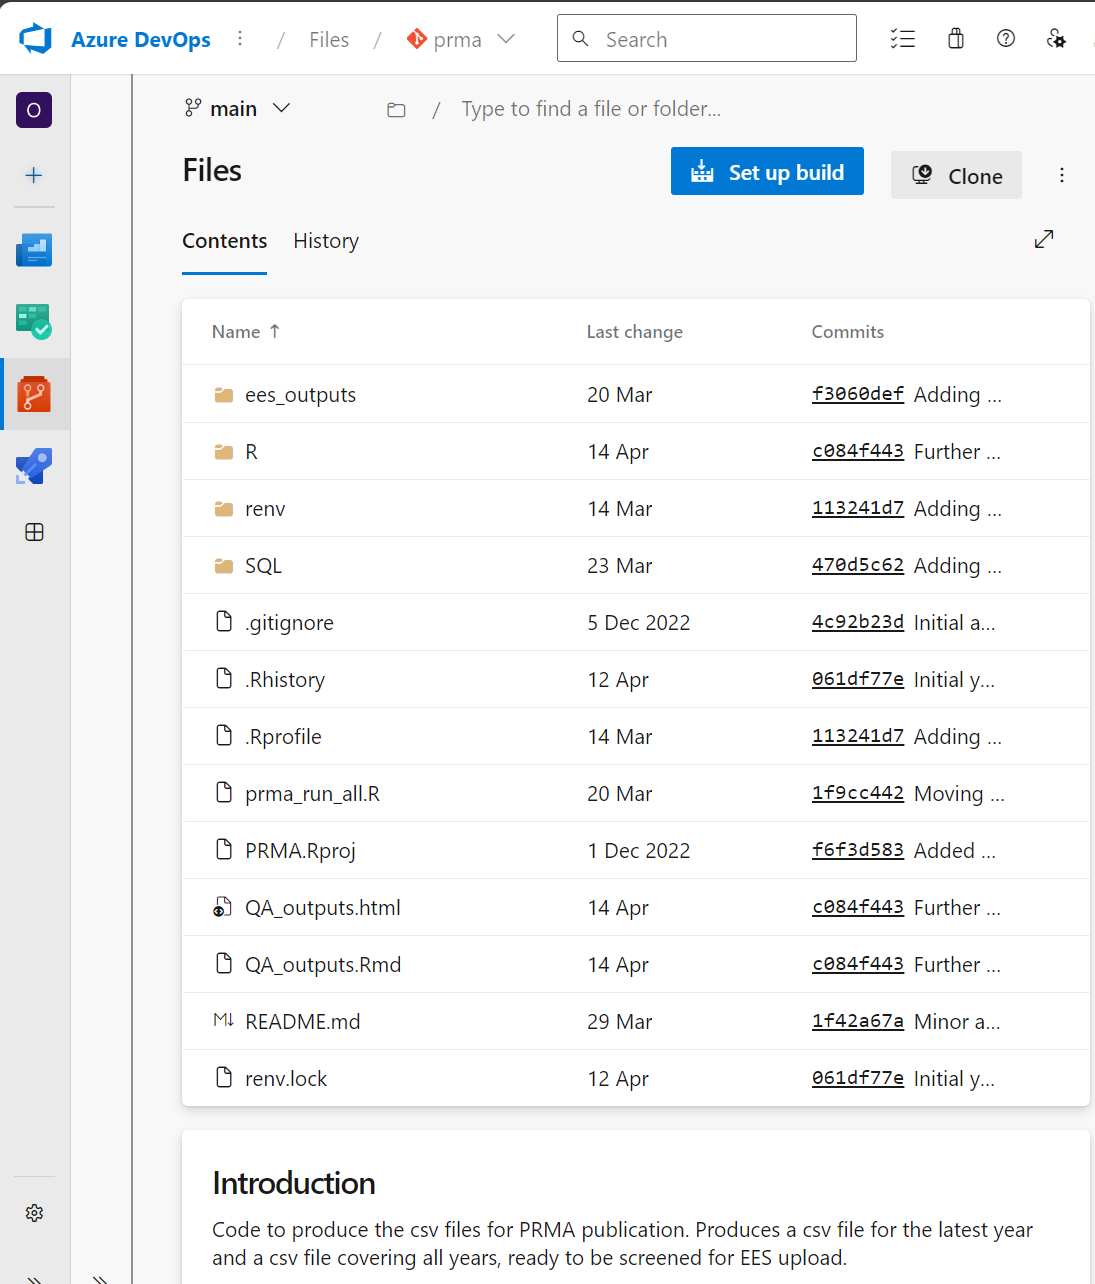 Azure DevOps / Files / prma Search
O
main / Type to find a file or folder...
Files Set up build Clone
Contents History
Name ↑ Last change Commits
ees_outputs 20 Mar f3060def Adding ...
R 14 Apr c084f443 Further ...
renv 14 Mar 113241d7 Adding ...
SQL 23 Mar 470d5c62 Adding ...
.gitignore 5 Dec 2022 4c92b23d Initial a...
.Rhistory 12 Apr 061df77e Initial y...
.Rprofile 14 Mar 113241d7 Adding ...
prma_run_all.R 20 Mar 1f9cc442 Moving ...
PRMA.Rproj 1 Dec 2022 f6f3d583 Added ...
QA_outputs.html 14 Apr c084f443 Further ...
QA_outputs.Rmd 14 Apr c084f443 Further ...
M↓ README.md 29 Mar 1f42a67a Minor a...
renv.lock 12 Apr 061df77e Initial y...
Introduction
Code to produce the csv files for PRMA publication. Produces a csv file for the latest year
and a csv file covering all years, ready to be screened for EES upload.